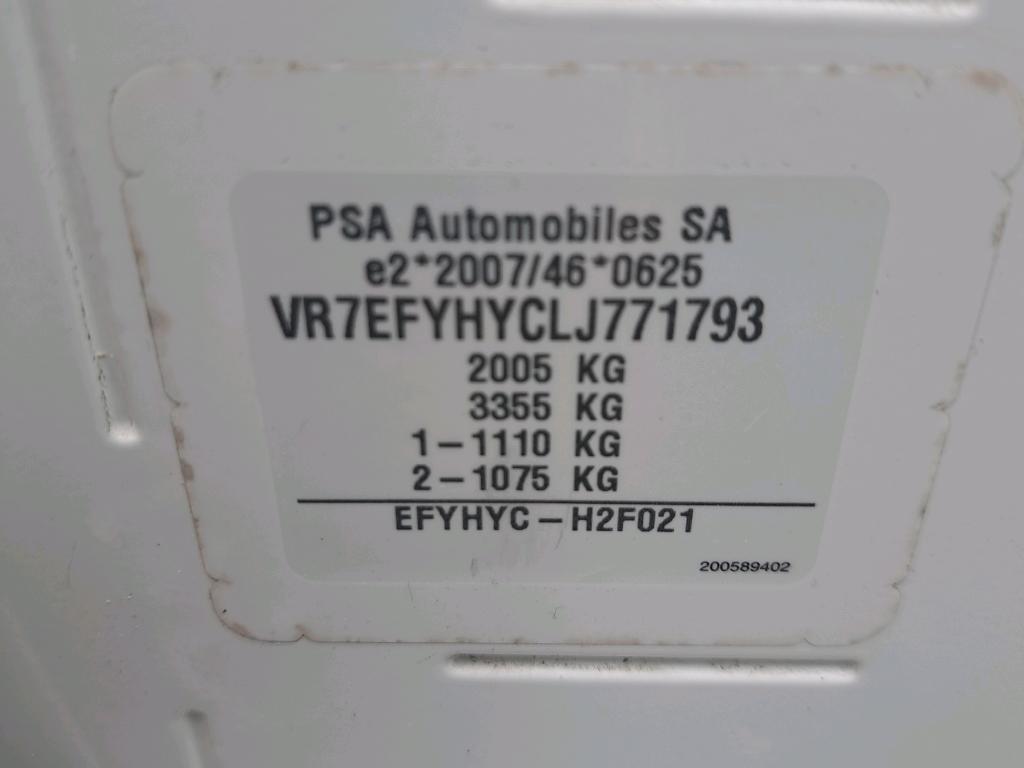 PSA Automobiles SA
e2*2007/46*0625
VR7EFYHYCLJ771793
2005 KG
3355 KG
1-1110 KG
2-1075 KG
EFYHYC-H2F021
200589402